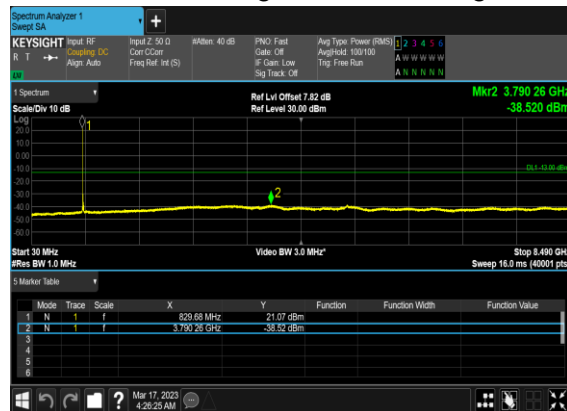 Spectrum Analyzer 1
Swept SA
KEYSIGHT Input: RF Input Z: 50 Ω #Atten: 40 dB PNO: Fast Avg Type: Power (RMS) 1 2 3 4 5 6
R T Coupling: DC Corr CCorr Gate: Off Avg|Hold: 100/100 A W W W W W
Align: Auto Freq Ref: Int (S) IF Gain: Low Trig: Free Run
Sig Track: Off A N N N N N
1 Spectrum
Ref Lvl Offset 7.82 dB Mkr2 3.790 26 GHz
Scale/Div 10 dB Ref Level 30.00 dBm -38.520 dBm
Log
20.0
10.0
0.00
-10.0
-20.0
-30.0
-40.0
-50.0
-60.0
1
DL1 -13.00 dBm
2
Start 30 MHz Video BW 3.0 MHz* Stop 8.490 GHz
#Res BW 1.0 MHz Sweep 16.0 ms (40001 pts)
5 Marker Table
Mode Trace Scale X Y Function Function Width Function Value
1 N 1 f 829.68 MHz 21.07 dBm
2 N 1 f 3.790 26 GHz -38.52 dBm
3
4
5
6
? Mar 17, 2023
4:26:25 AM